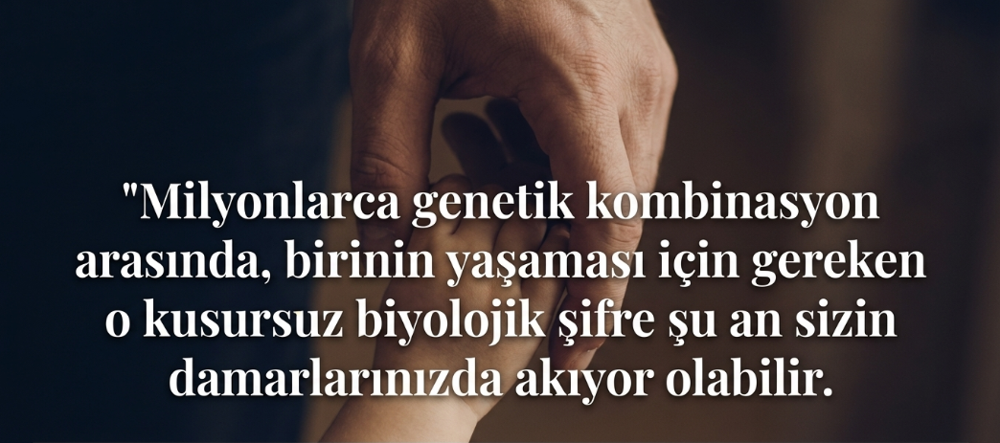 "Milyonlarca genetik kombinasyon
arasında, birinin yaşaması için gereken
o kusursuz biyolojik şifre şu an sizin
damarlarınızda akıyor olabilir.